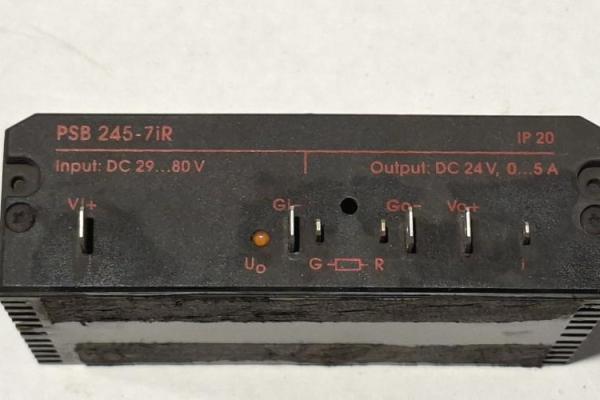 PSB 245-7iR IP 20
Input: DC 29...80 V Output: DC 24 V, 0...5 A
Vi+ Gi- Go- Vo+
Uo G R i